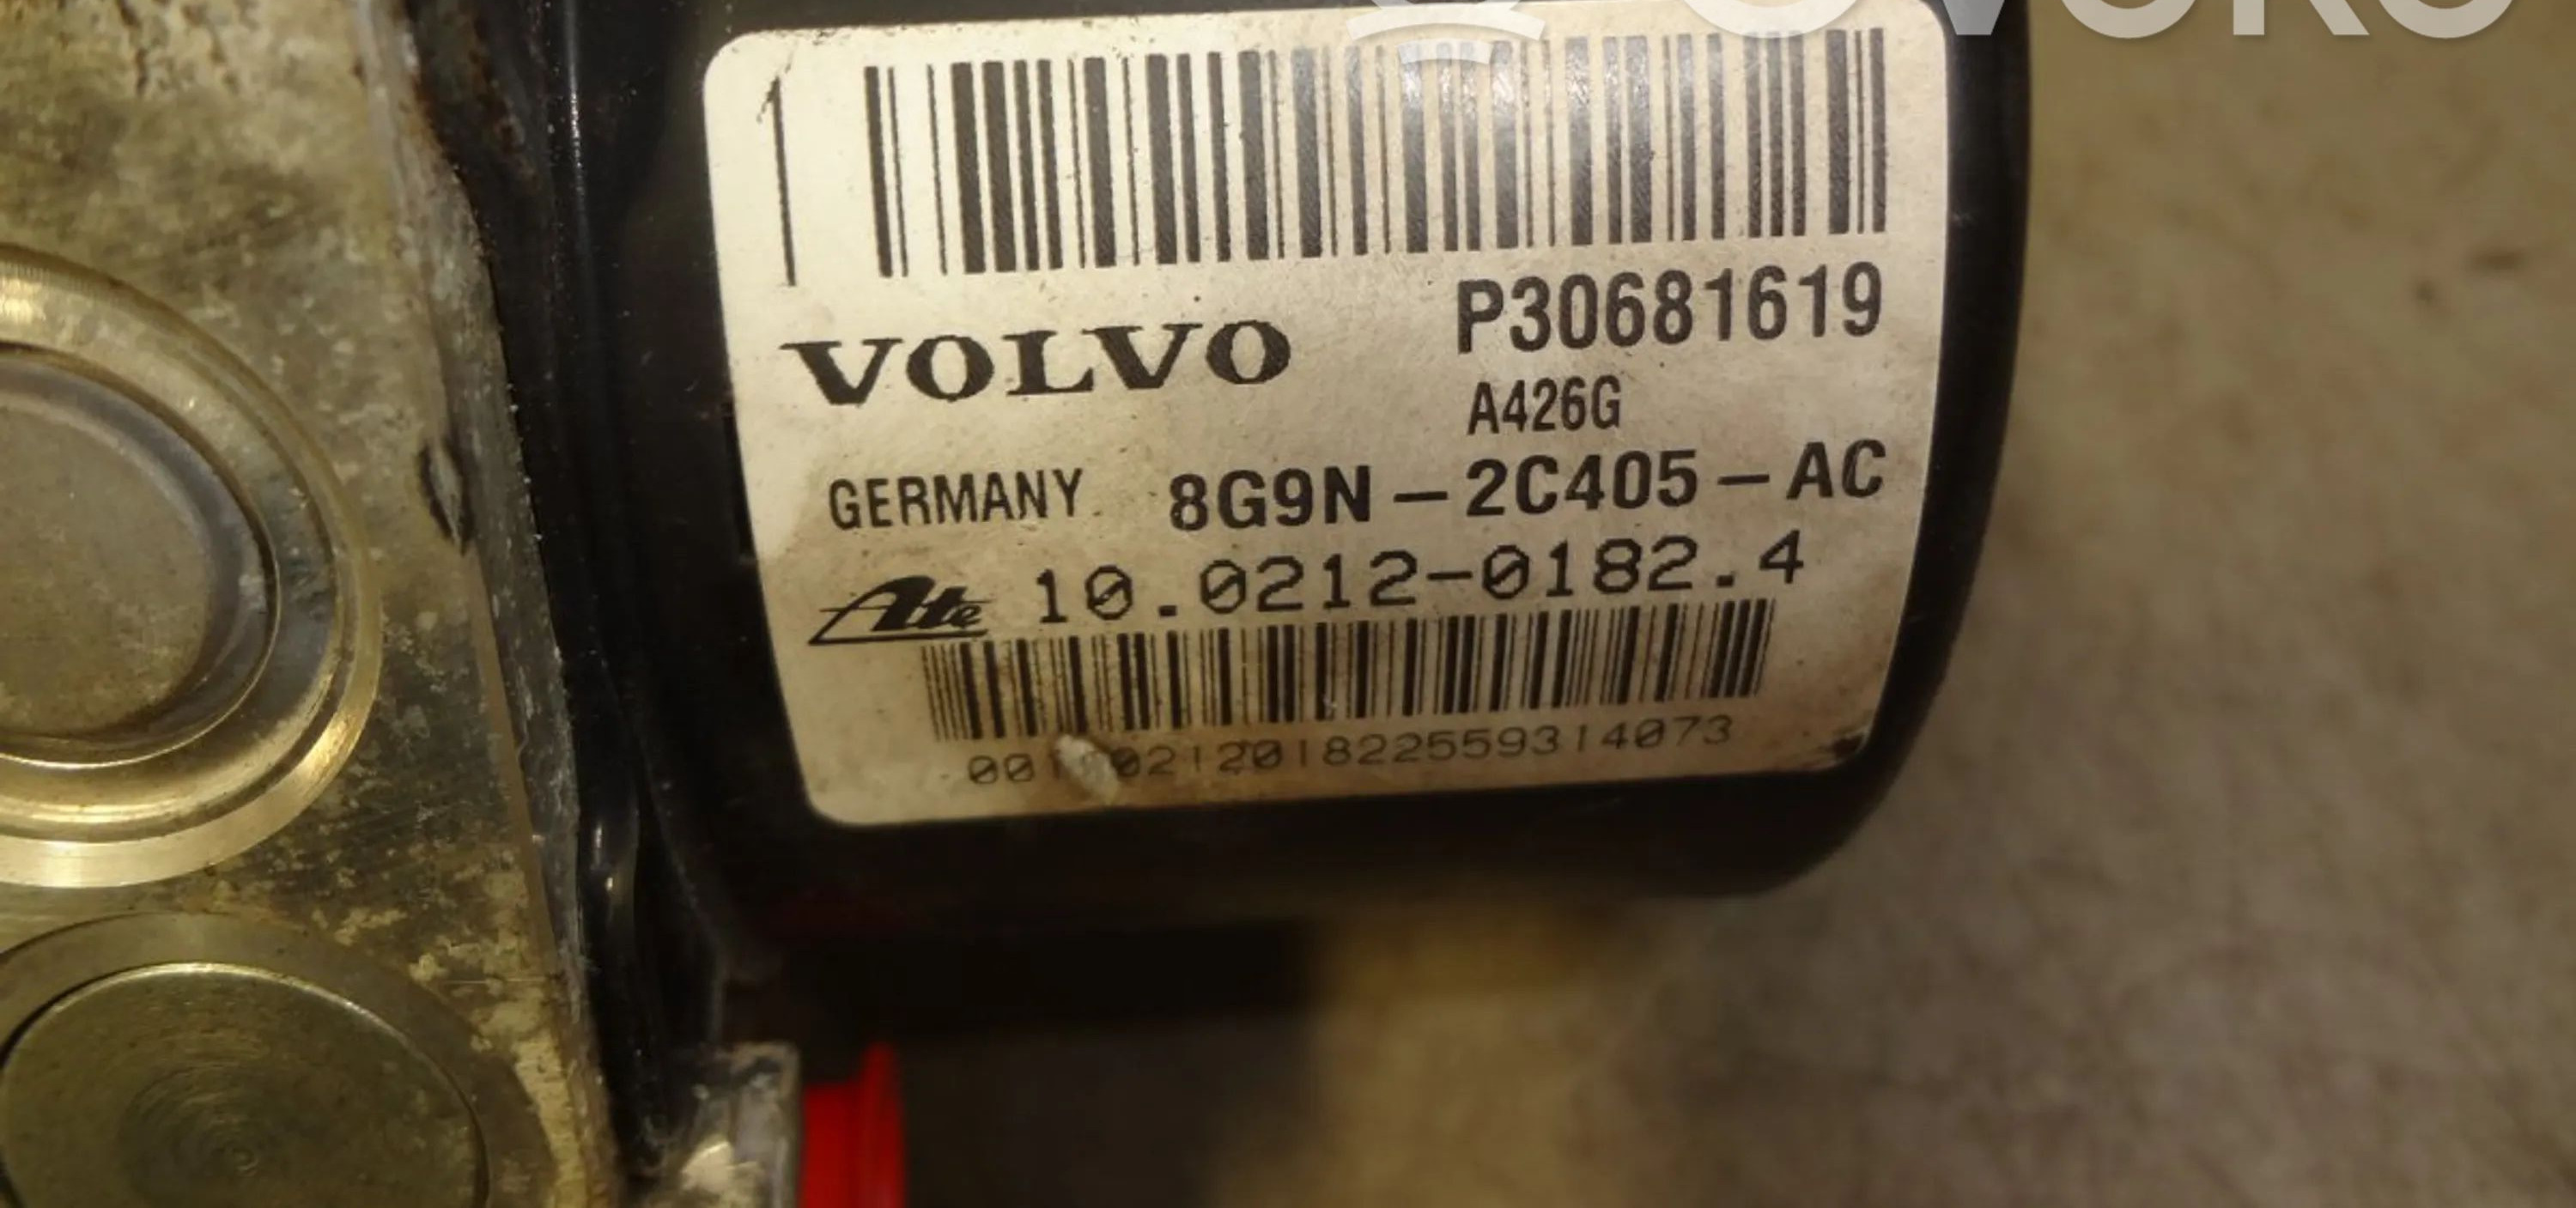 VOLVO P30681619
A426G
GERMANY 8G9N-2C405-AC
Ate 10.0212-0182.4